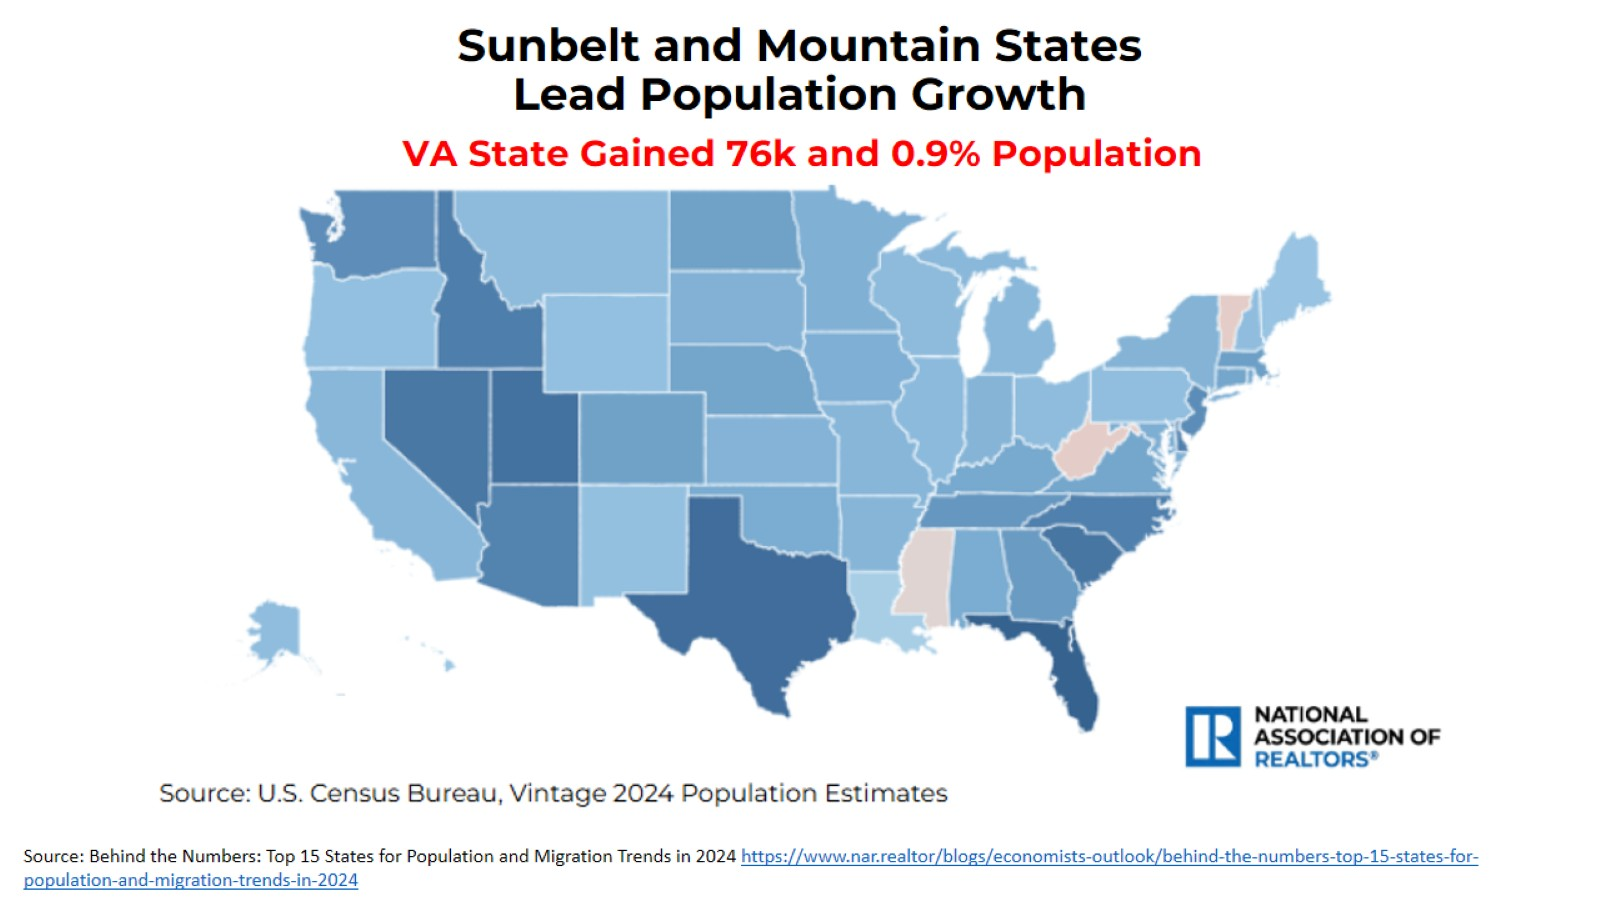 Sunbelt and Mountain States
Lead Population Growth
VA State Gained 76k and 0.9% Population
NATIONAL
ASSOCIATION OF
REALTORS®
Source: U.S. Census Bureau, Vintage 2024 Population Estimates
Source: Behind the Numbers: Top 15 States for Population and Migration Trends in 2024 https://www.nar.realtor/blogs/economists-outlook/behind-the-numbers-top-15-states-for-
population-and-migration-trends-in-2024